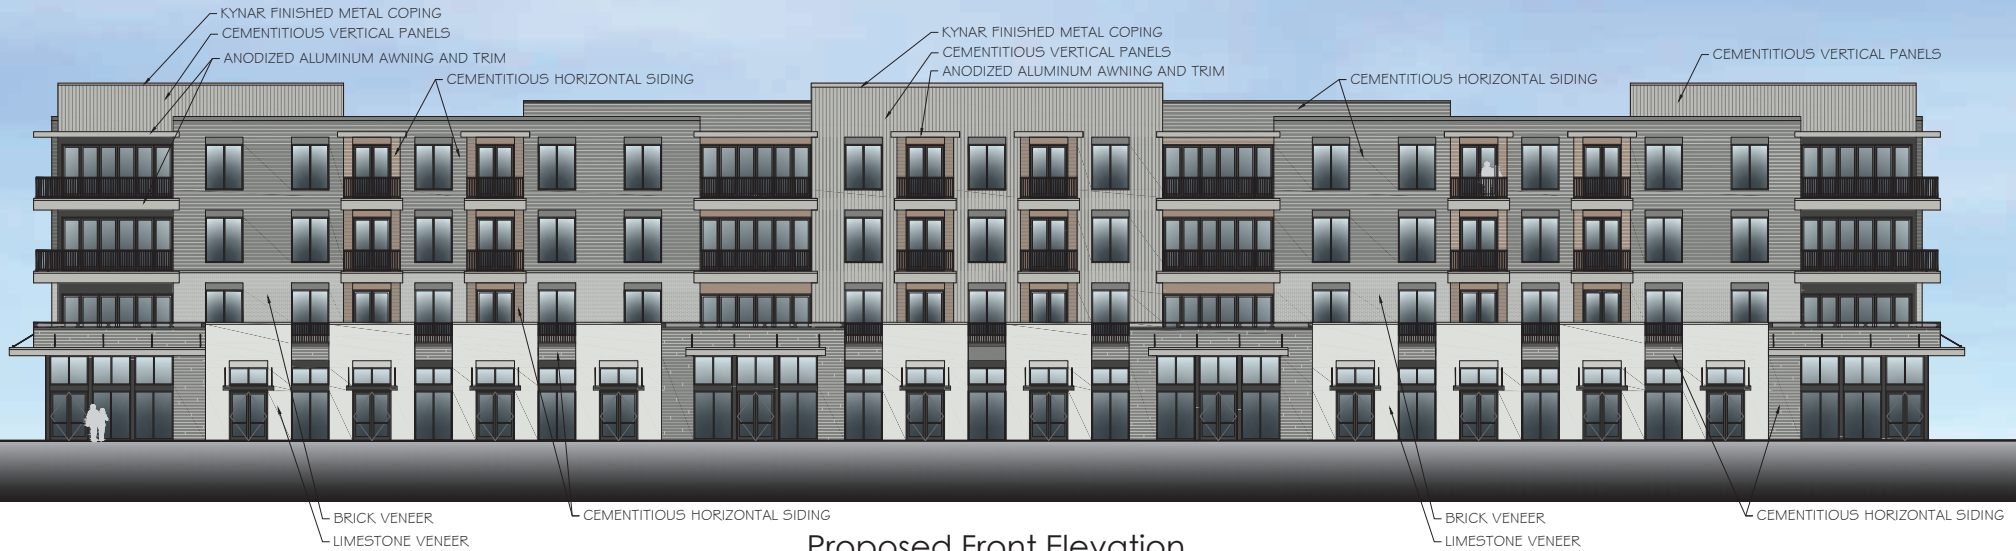 KYNAR FINISHED METAL COPING
CEMENTITIOUS VERTICAL PANELS
ANODIZED ALUMINUM AWNING AND TRIM
CEMENTITIOUS HORIZONTAL SIDING
KYNAR FINISHED METAL COPING
CEMENTITIOUS VERTICAL PANELS
ANODIZED ALUMINUM AWNING AND TRIM
CEMENTITIOUS HORIZONTAL SIDING
CEMENTITIOUS VERTICAL PANELS
BRICK VENEER
LIMESTONE VENEER
CEMENTITIOUS HORIZONTAL SIDING
Proposed Front Elevation
BRICK VENEER
LIMESTONE VENEER
CEMENTITIOUS HORIZONTAL SIDING